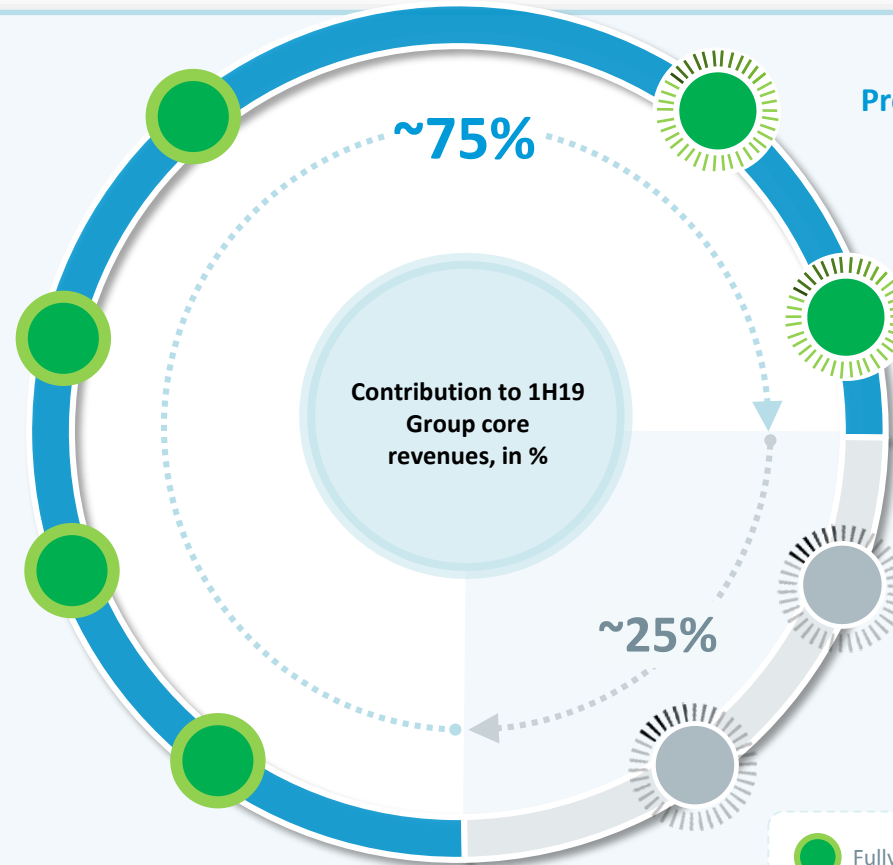 ~75%
Contribution to 1H19
Group core
revenues, in %
~25%